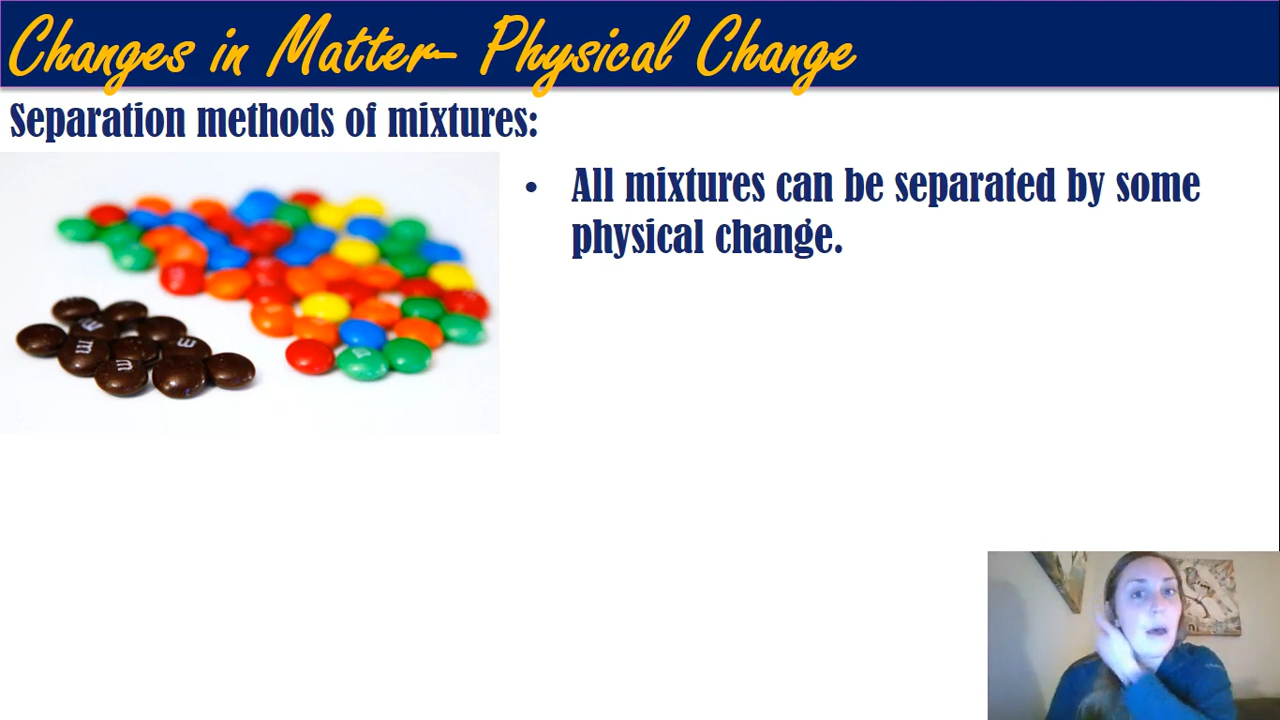 Changes in Matter- Physical Change
Separation methods of mixtures:
• All mixtures can be separated by some
physical change.
m
m
m
m